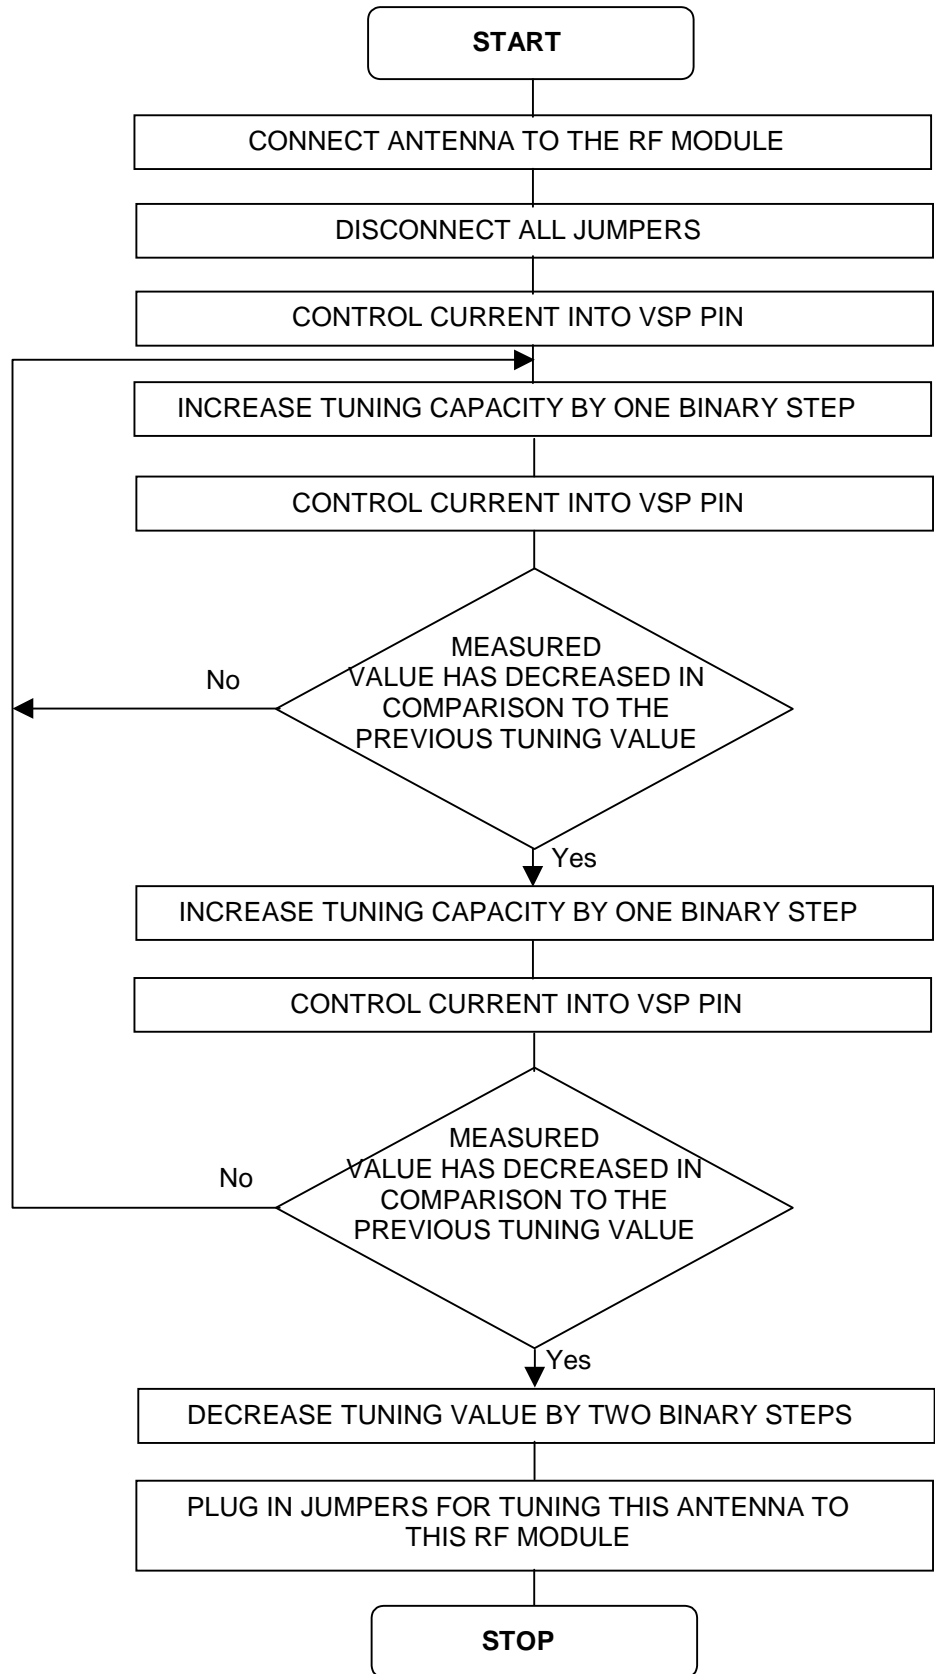 START
CONNECT ANTENNA TO THE RF MODULE
DISCONNECT ALL JUMPERS
CONTROL CURRENT INTO VSP PIN
INCREASE TUNING CAPACITY BY ONE BINARY STEP
CONTROL CURRENT INTO VSP PIN
MEASURED
VALUE HAS DECREASED IN
COMPARISON TO THE
PREVIOUS TUNING VALUE
No
Yes
INCREASE TUNING CAPACITY BY ONE BINARY STEP
CONTROL CURRENT INTO VSP PIN
MEASURED
VALUE HAS DECREASED IN
COMPARISON TO THE
PREVIOUS TUNING VALUE
No
Yes
DECREASE TUNING VALUE BY TWO BINARY STEPS
PLUG IN JUMPERS FOR TUNING THIS ANTENNA TO
THIS RF MODULE
STOP